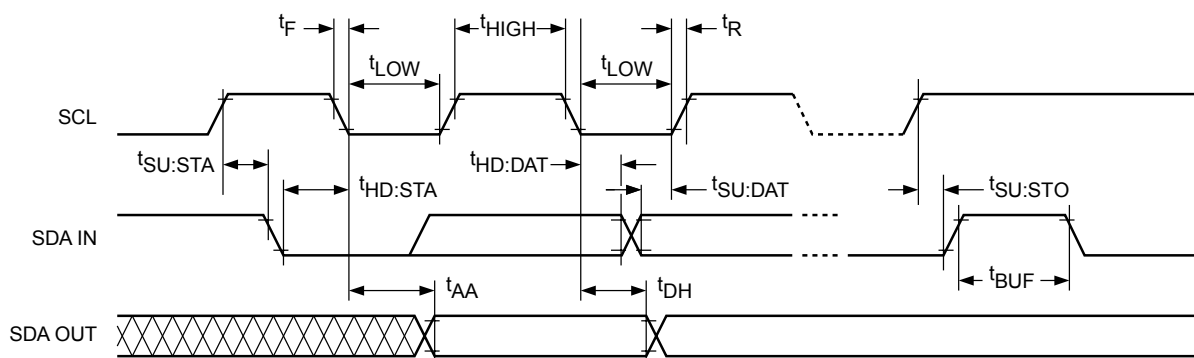 tF
tHIGH
tR
tLOW
tLOW
SCL
tSU:STA
tHD:STA
tHD:DAT
tSU:DAT
tSU:STO
SDA IN
tAA
tDH
tBUF
SDA OUT